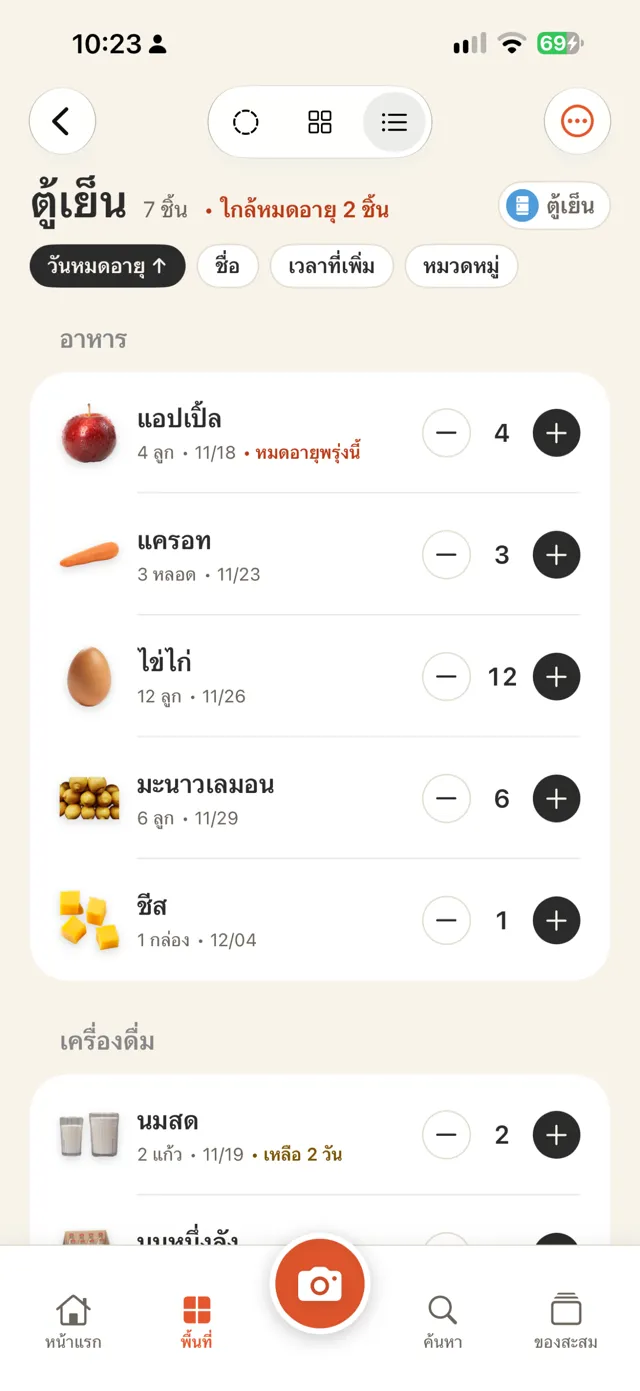 10:23
69
ตู้เย็น 7 ชิ้น • ใกล้หมดอายุ 2 ชิ้น ตู้เย็น
วันหมดอายุ ↑ ชื่อ เวลาที่เพิ่ม หมวดหมู่
อาหาร
แอปเปิ้ล
4 ลูก • 11/18 • หมดอายุพรุ่งนี้
4
แครอท
3 หลอด • 11/23
3
ไข่ไก่
12 ลูก • 11/26
12
มะนาวเลมอน
6 ลูก • 11/29
6
ชีส
1 กล่อง • 12/04
1
เครื่องดื่ม
นมสด
2 แก้ว • 11/19 • เหลือ 2 วัน
2
นมหนึ่งลัง
หน้าแรก พื้นที่ ค้นหา ของสะสม